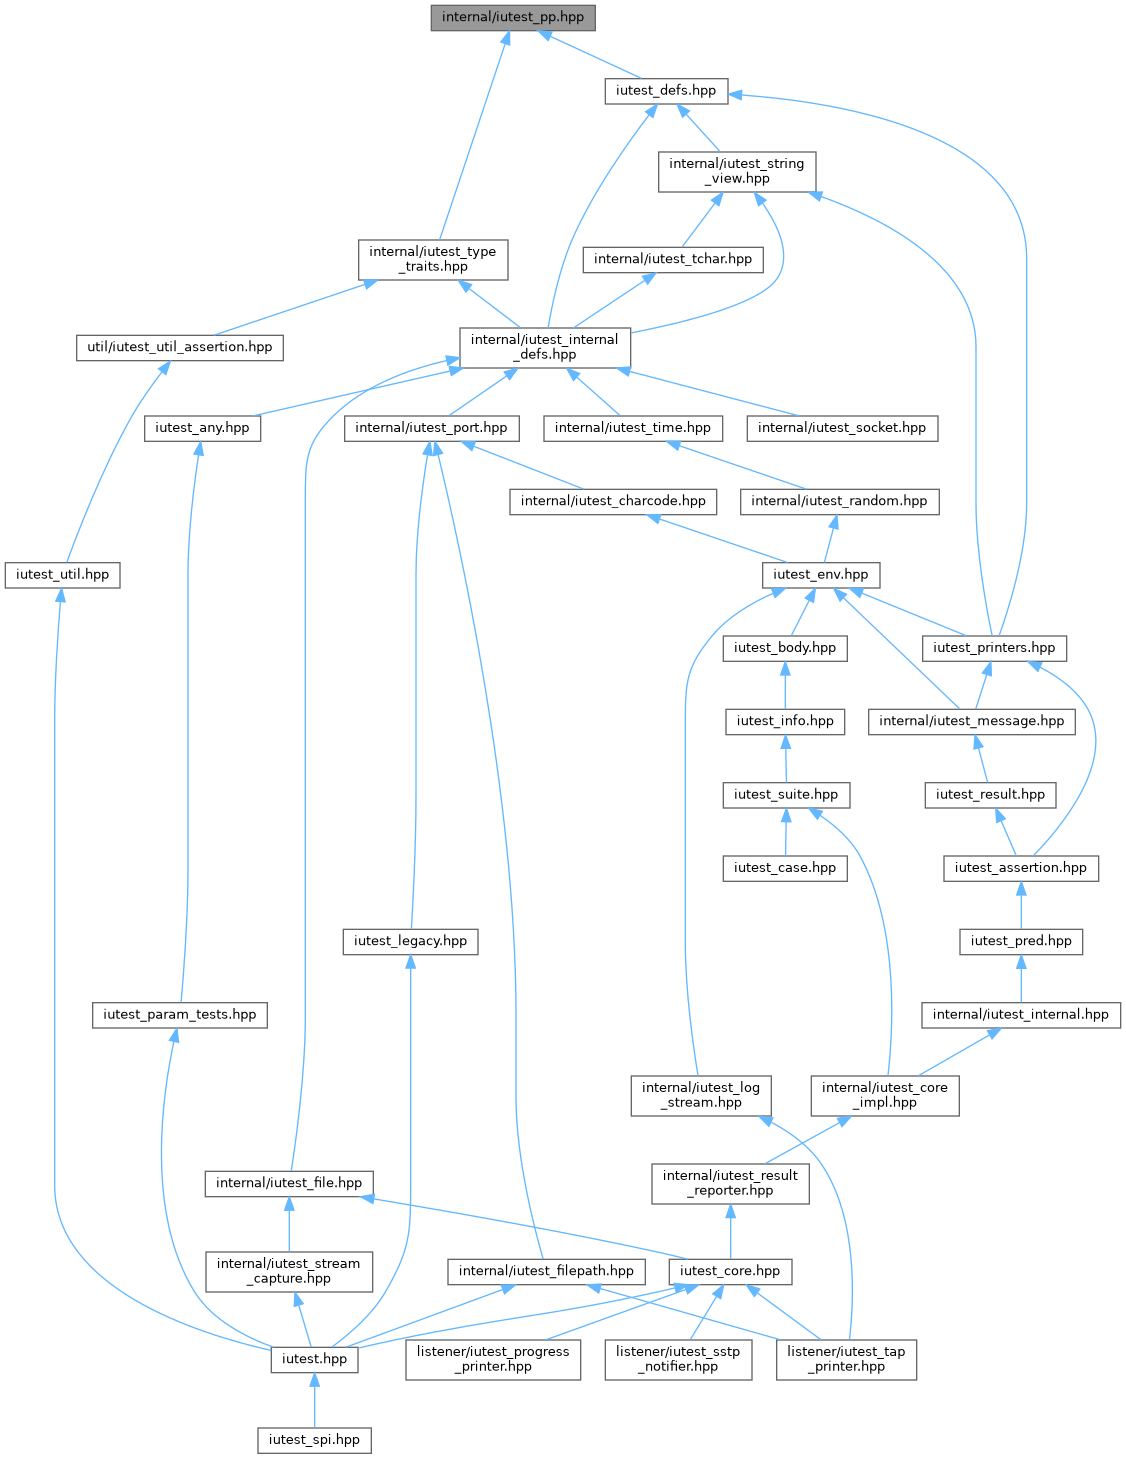 internal/iutest_pp.hpp
iutest_defs.hpp
internal/iutest_string
_view.hpp
internal/iutest_type
_traits.hpp
internal/iutest_tchar.hpp
util/iutest_util_assertion.hpp
internal/iutest_internal
_defs.hpp
iutest_any.hpp
internal/iutest_port.hpp
internal/iutest_time.hpp
internal/iutest_socket.hpp
internal/iutest_charcode.hpp
internal/iutest_random.hpp
iutest_util.hpp
iutest_env.hpp
iutest_body.hpp
iutest_printers.hpp
iutest_info.hpp
internal/iutest_message.hpp
iutest_suite.hpp
iutest_result.hpp
iutest_case.hpp
iutest_assertion.hpp
iutest_legacy.hpp
iutest_pred.hpp
iutest_param_tests.hpp
internal/iutest_internal.hpp
internal/iutest_log
_stream.hpp
internal/iutest_core
_impl.hpp
internal/iutest_file.hpp
internal/iutest_result
_reporter.hpp
internal/iutest_stream
_capture.hpp
internal/iutest_filepath.hpp
iutest_core.hpp
iutest.hpp
listener/iutest_progress
_printer.hpp
listener/iutest_sstp
_notifier.hpp
listener/iutest_tap
_printer.hpp
iutest_spi.hpp